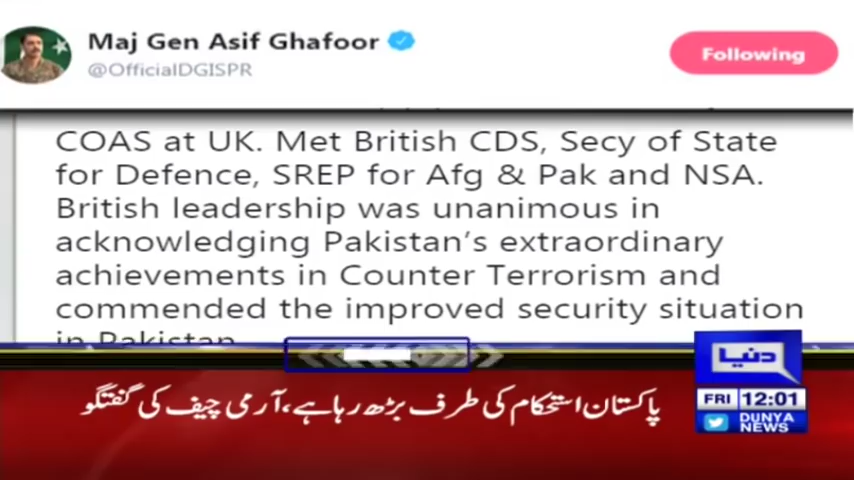 Maj Gen Asif Ghafoor
@OfficialDGISPR
Following
COAS at UK. Met British CDS, Secy of State
for Defence, SREP for Afg & Pak and NSA.
British leadership was unanimous in
acknowledging Pakistan's extraordinary
achievements in Counter Terrorism and
commended the improved security situation
in Pakistan
دنیا
FRI 12:01
DUNYA
NEWS
پاکستان استحکام کی طرف بڑھ رہا ہے، آرمی چیف کی گفتگو